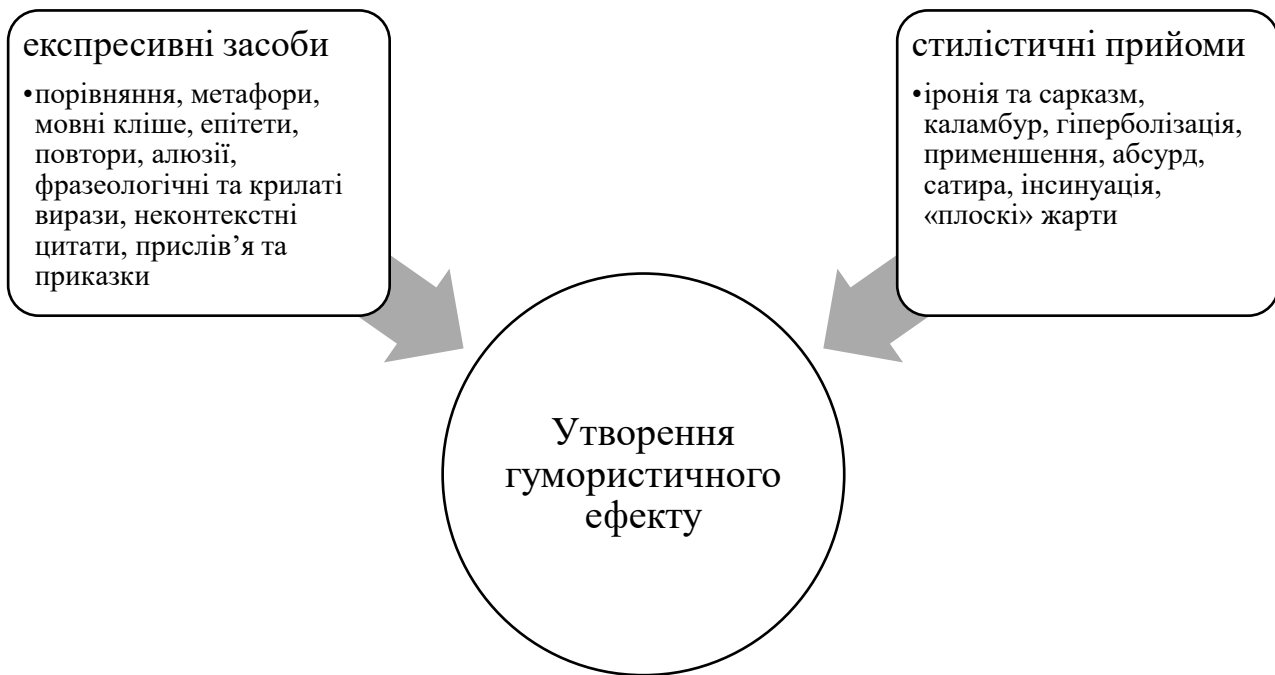 експресивні засоби
•порівняння, метафори,
мовні кліше, епітети,
повтори, алюзії,
фразеологічні та крилаті
вирази, неконтекстні
цитати, прислів’я та
приказки
стилістичні прийоми
•іронія та сарказм,
каламбур, гіперболізація,
применшення, абсурд,
сатира, інсинуація,
«плоскі» жарти
Утворення
гумористичного
ефекту